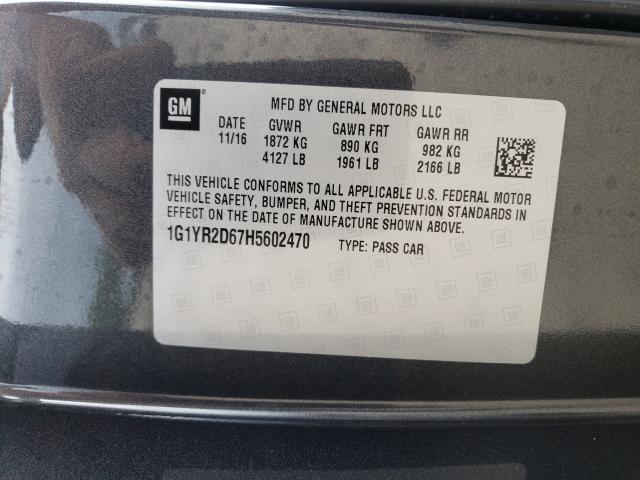 GM ®
MFD BY GENERAL MOTORS LLC
DATE GVWR GAWR FRT GAWR RR
11/16 1872 KG 890 KG 982 KG
4127 LB 1961 LB 2166 LB
THIS VEHICLE CONFORMS TO ALL APPLICABLE U.S. FEDERAL MOTOR
VEHICLE SAFETY, BUMPER, AND THEFT PREVENTION STANDARDS IN
EFFECT ON THE DATE OF MANUFACTURE SHOWN ABOVE.
1G1YR2D67H5602470 TYPE: PASS CAR